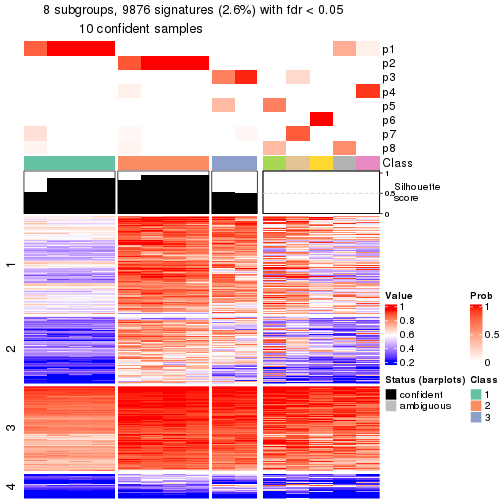 8 subgroups, 9876 signatures (2.6%) with fdr < 0.05
10 confident samples
p1
p2
p3
p4
p5
p6
p7
p8
Class
1
0.5
0
Silhouette
score
1
2
3
4
Value
1
0.8
0.6
0.4
0.2
Prob
1
0.5
0
Status (barplots)
confident
ambiguous
Class
1
2
3